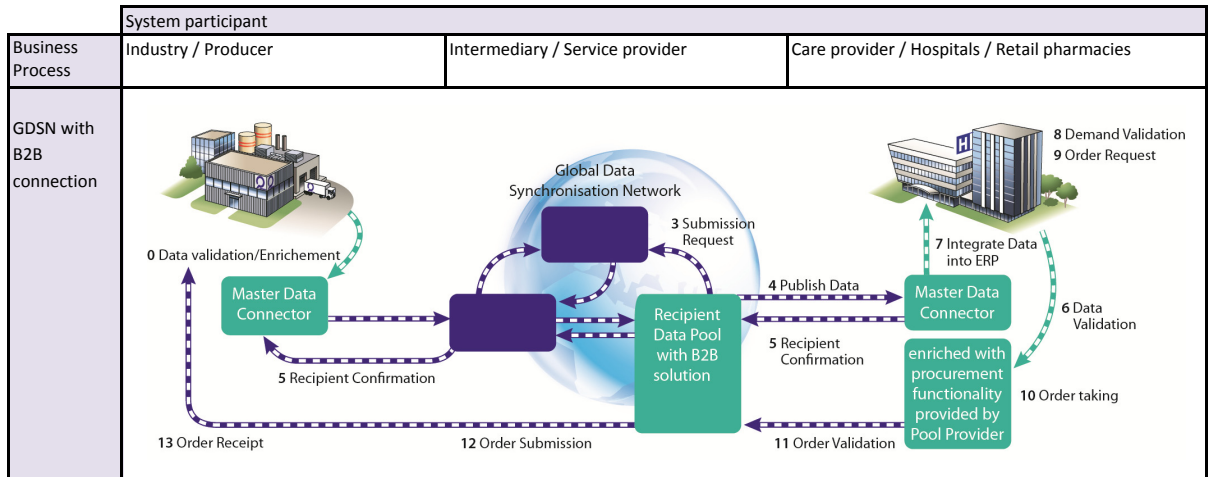 System participant
Business
Process
Industry / Producer
Intermediary / Service provider
Care provider / Hospitals / Retail pharmacies
GDSN with
B2B
connection
H
8 Demand Validation
9 Order Request
Global Data
Synchronisation Network
3 Submission
Request
0 Data validation/Enrichement
7 Integrate Data
into ERP
4 Publish Data
Master Data
Connector
Recipient
Data Pool
with B2B
solution
Master Data
Connector
6 Data
Validation
5 Recipient
Confirmation
5 Recipient Confirmation
enriched with
procurement
functionality
provided by
Pool Provider
10 Order taking
13 Order Receipt
12 Order Submission
11 Order Validation